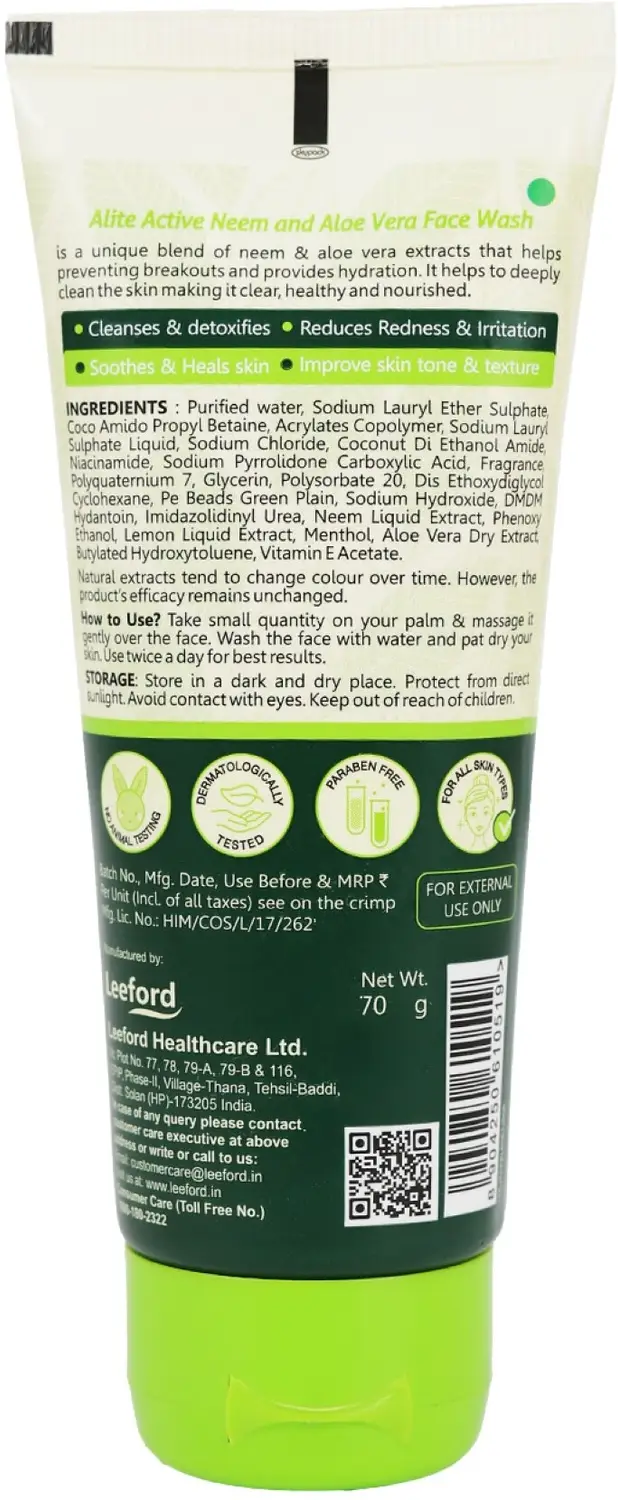 skypack
Alite Active Neem and Aloe Vera Face Wash
is a unique blend of neem & aloe vera extracts that helps
preventing breakouts and provides hydration. It helps to deeply
clean the skin making it clear, healthy and nourished.
• Cleanses & detoxifies • Reduces Redness & Irritation
• Soothes & Heals skin • Improve skin tone & texture
INGREDIENTS : Purified water, Sodium Lauryl Ether Sulphate,
Coco Amido Propyl Betaine, Acrylates Copolymer, Sodium Lauryl
Sulphate Liquid, Sodium Chloride, Coconut Di Ethanol Amide,
Niacinamide, Sodium Pyrrolidone Carboxylic Acid, Fragrance,
Polyquaternium 7, Glycerin, Polysorbate 20, Dis Ethoxydiglycol
Cyclohexane, Pe Beads Green Plain, Sodium Hydroxide, DMDM
Hydantoin, Imidazolidinyl Urea, Neem Liquid Extract, Phenoxy
Ethanol, Lemon Liquid Extract, Menthol, Aloe Vera Dry Extract,
Butylated Hydroxytoluene, Vitamin E Acetate.
Natural extracts tend to change colour over time. However, the
product's efficacy remains unchanged.
How to Use? Take small quantity on your palm & massage it
gently over the face. Wash the face with water and pat dry your
skin. Use twice a day for best results.
STORAGE: Store in a dark and dry place. Protect from direct
sunlight. Avoid contact with eyes. Keep out of reach of children.
NO ANIMAL TESTING
DERMATOLOGICALLY TESTED
PARABEN FREE
FOR ALL SKIN TYPES
Batch No., Mfg. Date, Use Before & MRP ₹
Per Unit (Incl. of all taxes) see on the crimp
Mfg. Lic. No.: HIM/COS/L/17/262
FOR EXTERNAL
USE ONLY
Manufactured by:
Leeford
Net Wt.
70 g
Leeford Healthcare Ltd.
Plot No. 77, 78, 79-A, 79-B & 116,
Phase-II, Village-Thana, Tehsil-Baddi,
Dist. Solan (HP)-173205 India.
In case of any query please contact
customer care executive at above
address or write or call to us:
Email: customercare@leeford.in
us at: www.leeford.in
Consumer Care (Toll Free No.)
-180-2322
8 904250 610519 >